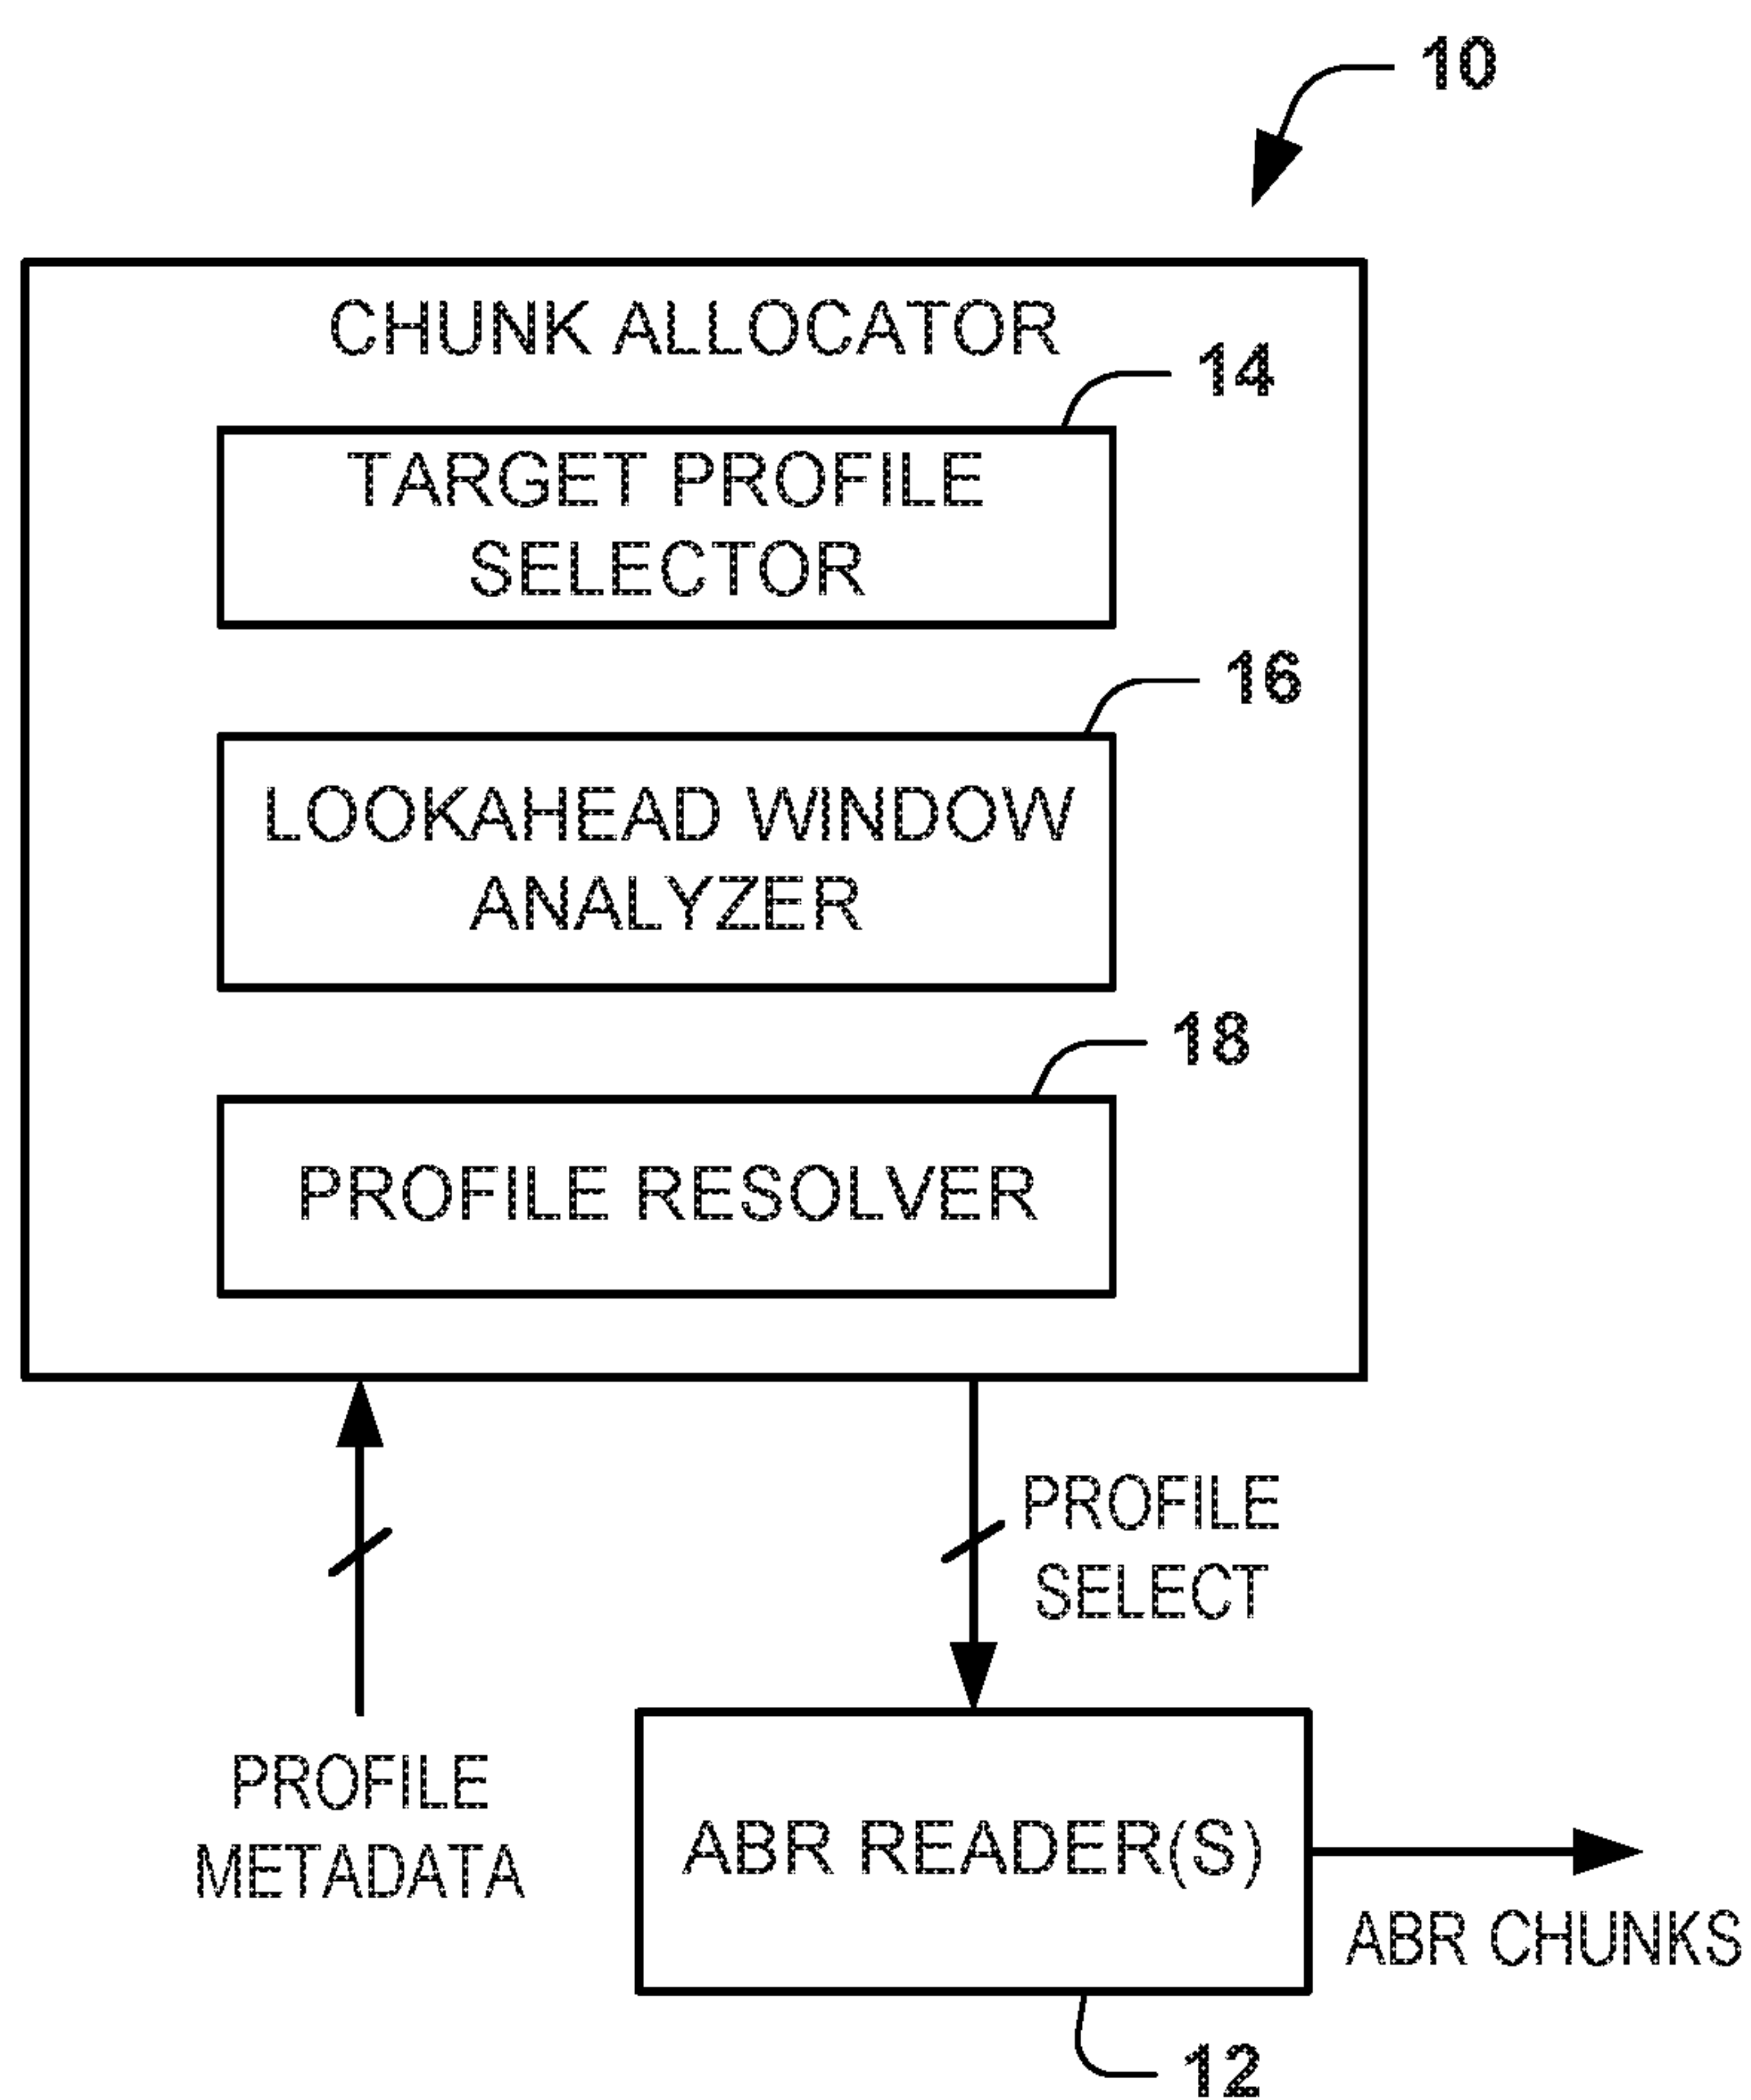 10
CHUNK ALLOCATOR
14
TARGET PROFILE
SELECTOR
16
LOOKAHEAD WINDOW
ANALYZER
18
PROFILE RESOLVER
PROFILE
SELECT
PROFILE
METADATA
ABR READER(S)
ABR CHUNKS
12